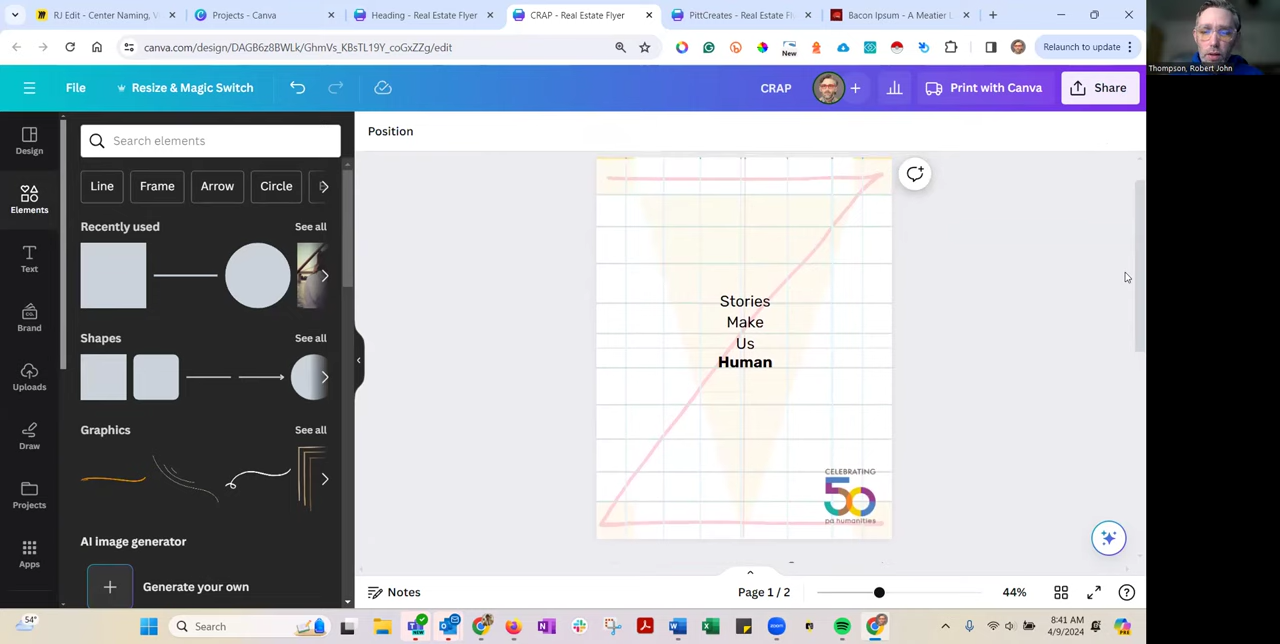 RJ Edit - Center Naming, V
Projects - Canva
Heading - Real Estate Flyer
CRAP - Real Estate Flyer
PittCreates - Real Estate Fl
Bacon Ipsum - A Meatier L
canva.com/design/DAGB6z8BWLk/GhmVs_KBsTL19Y_coGxZZg/edit
New
Relaunch to update
Thompson, Robert John
File
Resize & Magic Switch
CRAP
Print with Canva
Share
Design
Elements
Text
Brand
Uploads
Draw
Projects
Apps
Search elements
Line
Frame
Arrow
Circle
Recently used
See all
Shapes
See all
Graphics
See all
AI image generator
Generate your own
Position
Stories
Make
Us
Human
CELEBRATING
50
pa humanities
Notes
Page 1 / 2
44%
54°
Search
8:41 AM
4/9/2024